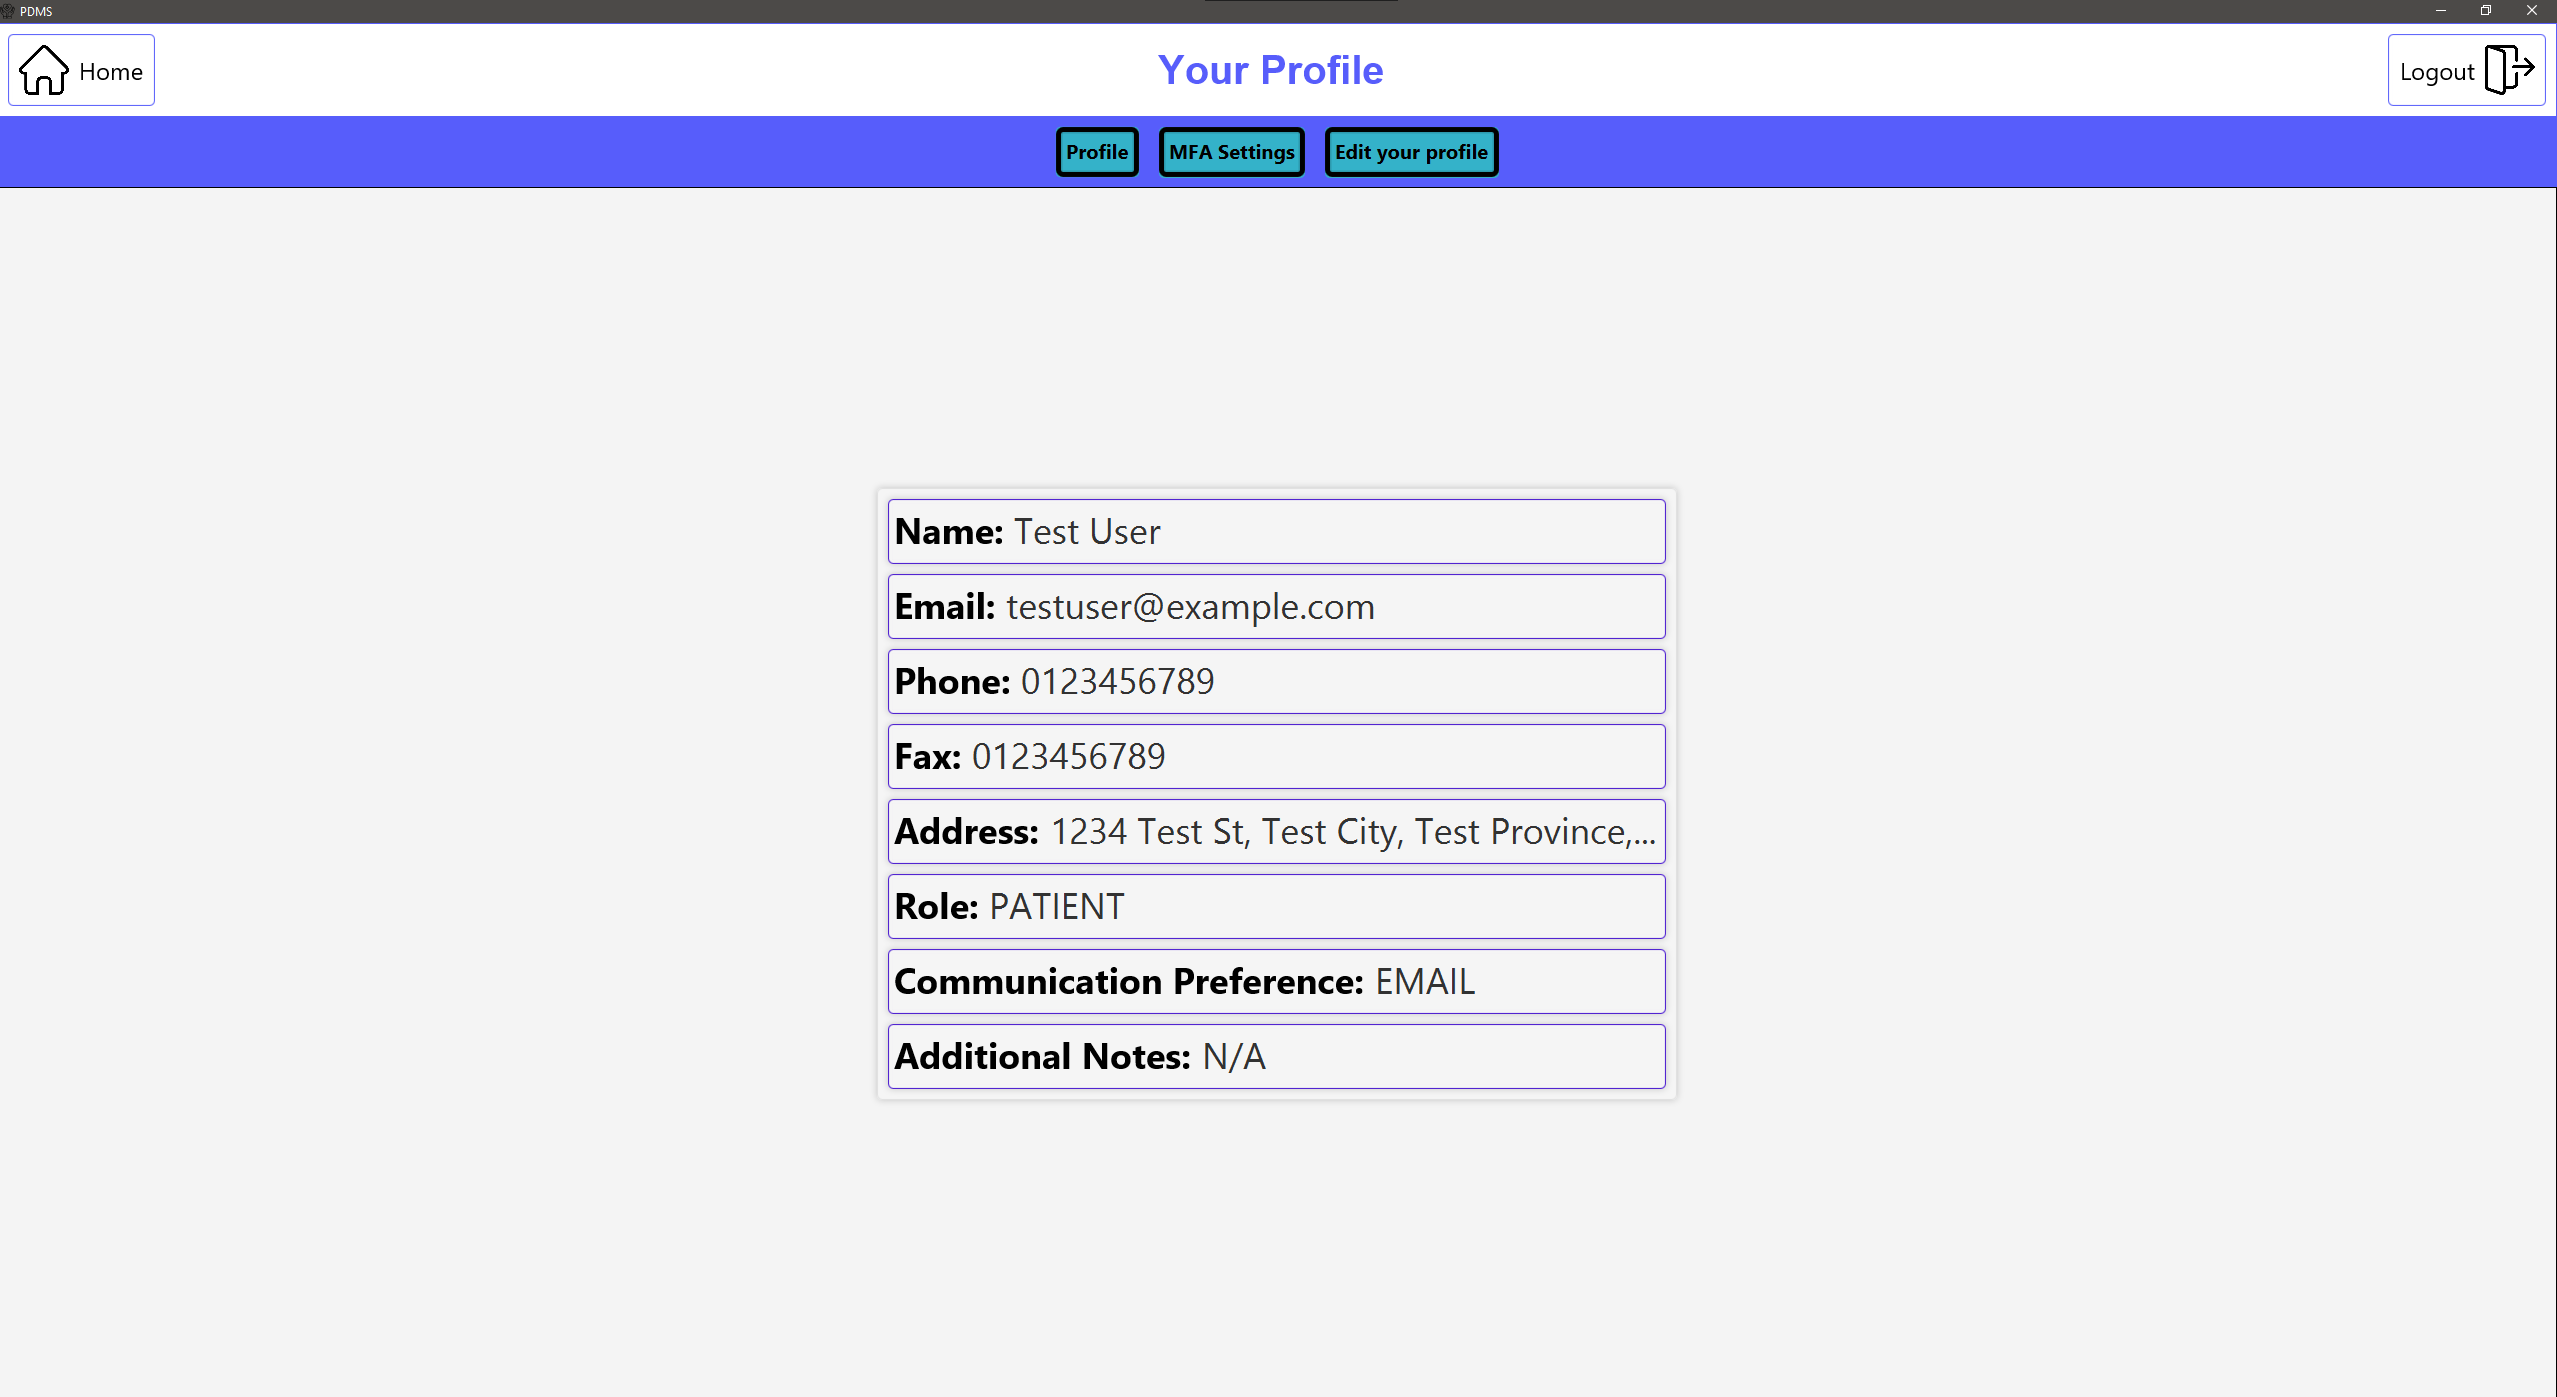 PDMS
Home
Your Profile
Logout
Profile
MFA Settings
Edit your profile
Name: Test User
Email: testuser@example.com
Phone: 0123456789
Fax: 0123456789
Address: 1234 Test St, Test City, Test Province,...
Role: PATIENT
Communication Preference: EMAIL
Additional Notes: N/A